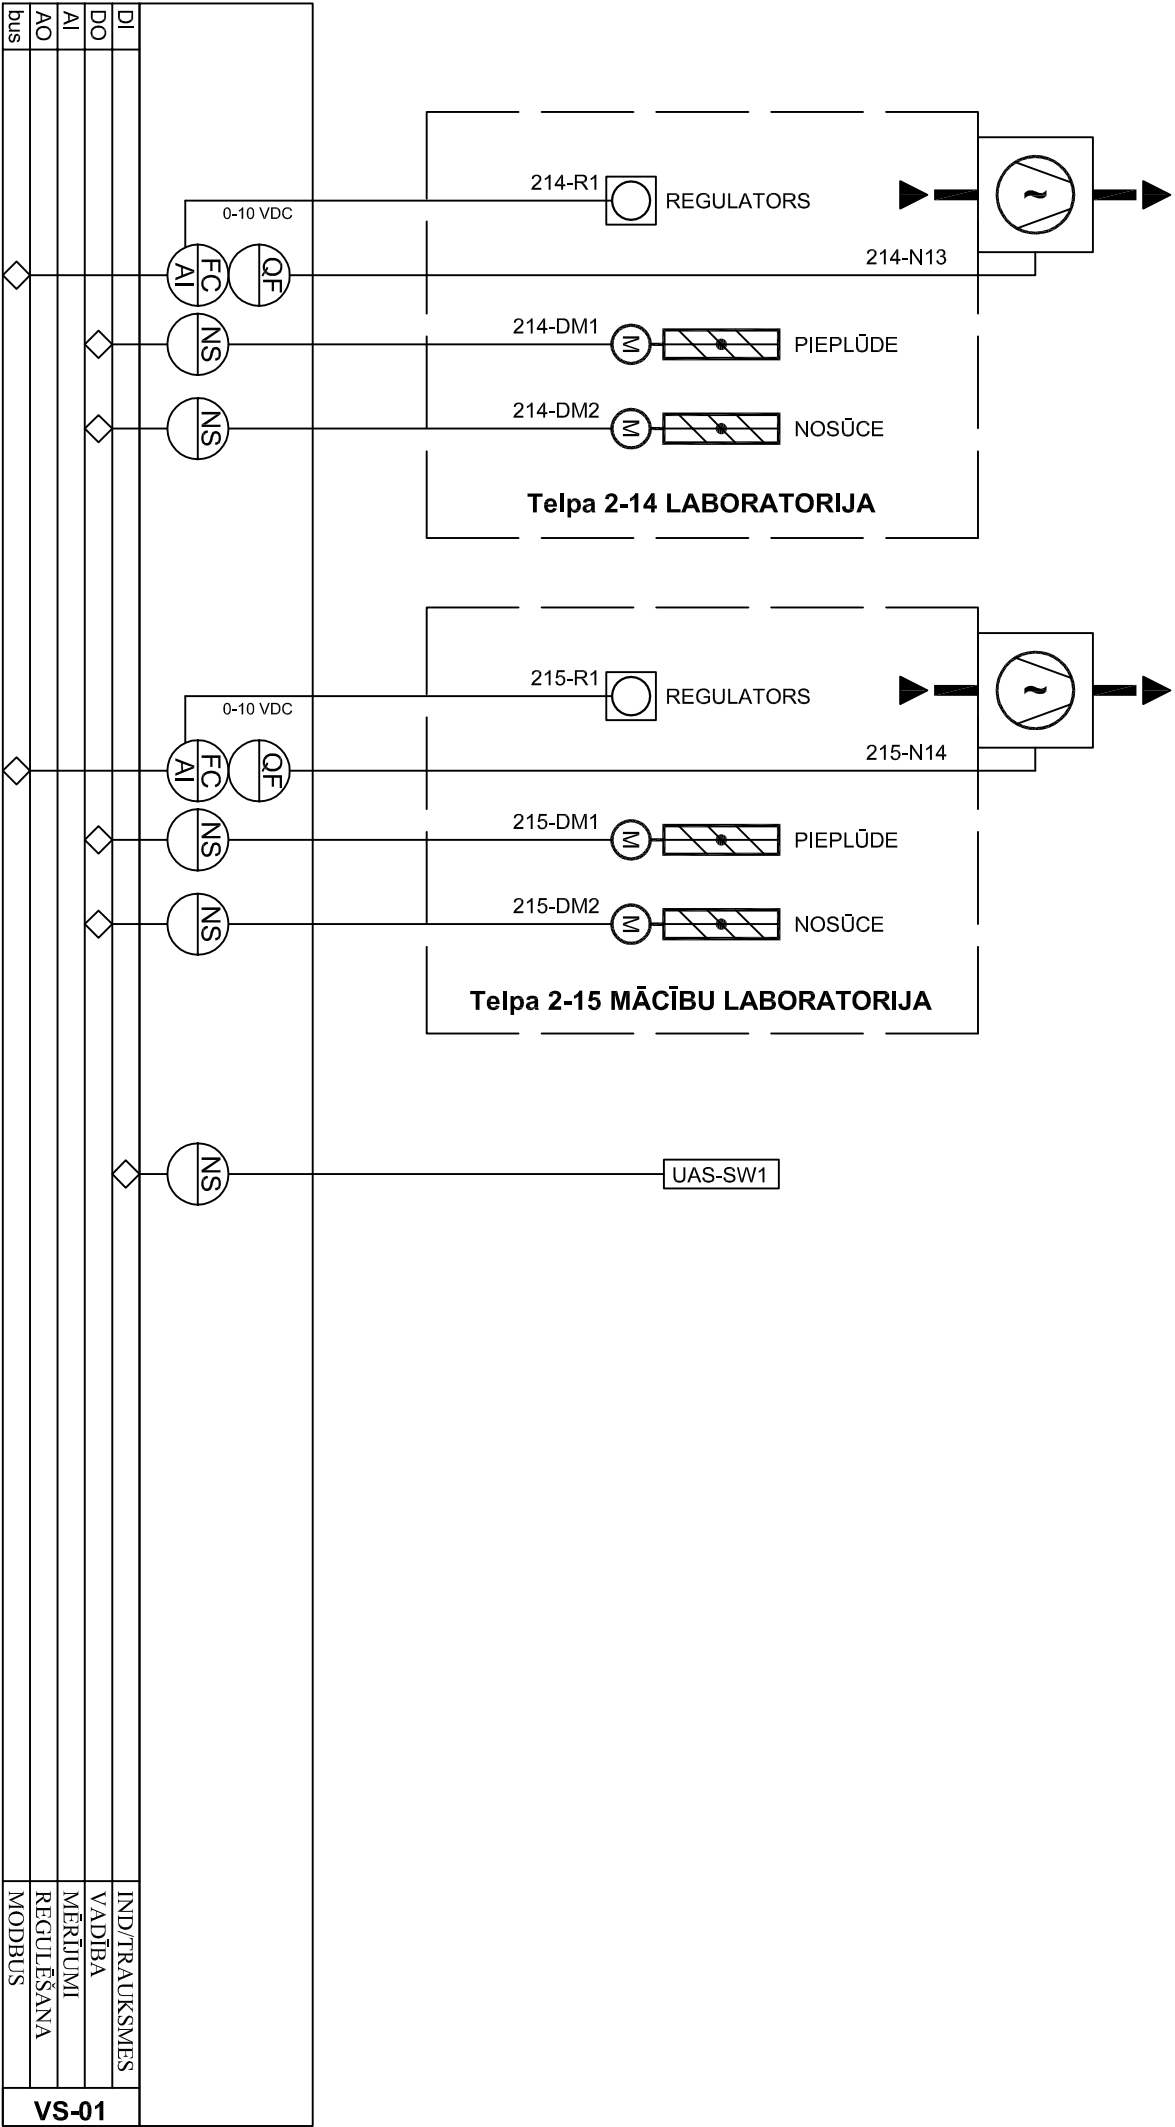 DI
DO
AI
AO
bus
214-R1
REGULATORS
0-10 VDC
~
214-N13
FC
AI
QF
214-DM1
M
PIEPLŪDE
NS
214-DM2
M
NOSŪCE
NS
Telpa 2-14 LABORATORIJA
215-R1
REGULATORS
0-10 VDC
~
215-N14
FC
AI
QF
215-DM1
M
PIEPLŪDE
NS
215-DM2
M
NOSŪCE
NS
Telpa 2-15 MĀCĪBU LABORATORIJA
NS
UAS-SW1
IND/TRAUKSMES
VADĪBA
MĒRĪJUMI
REGULĒŠANA
MODBUS
VS-01